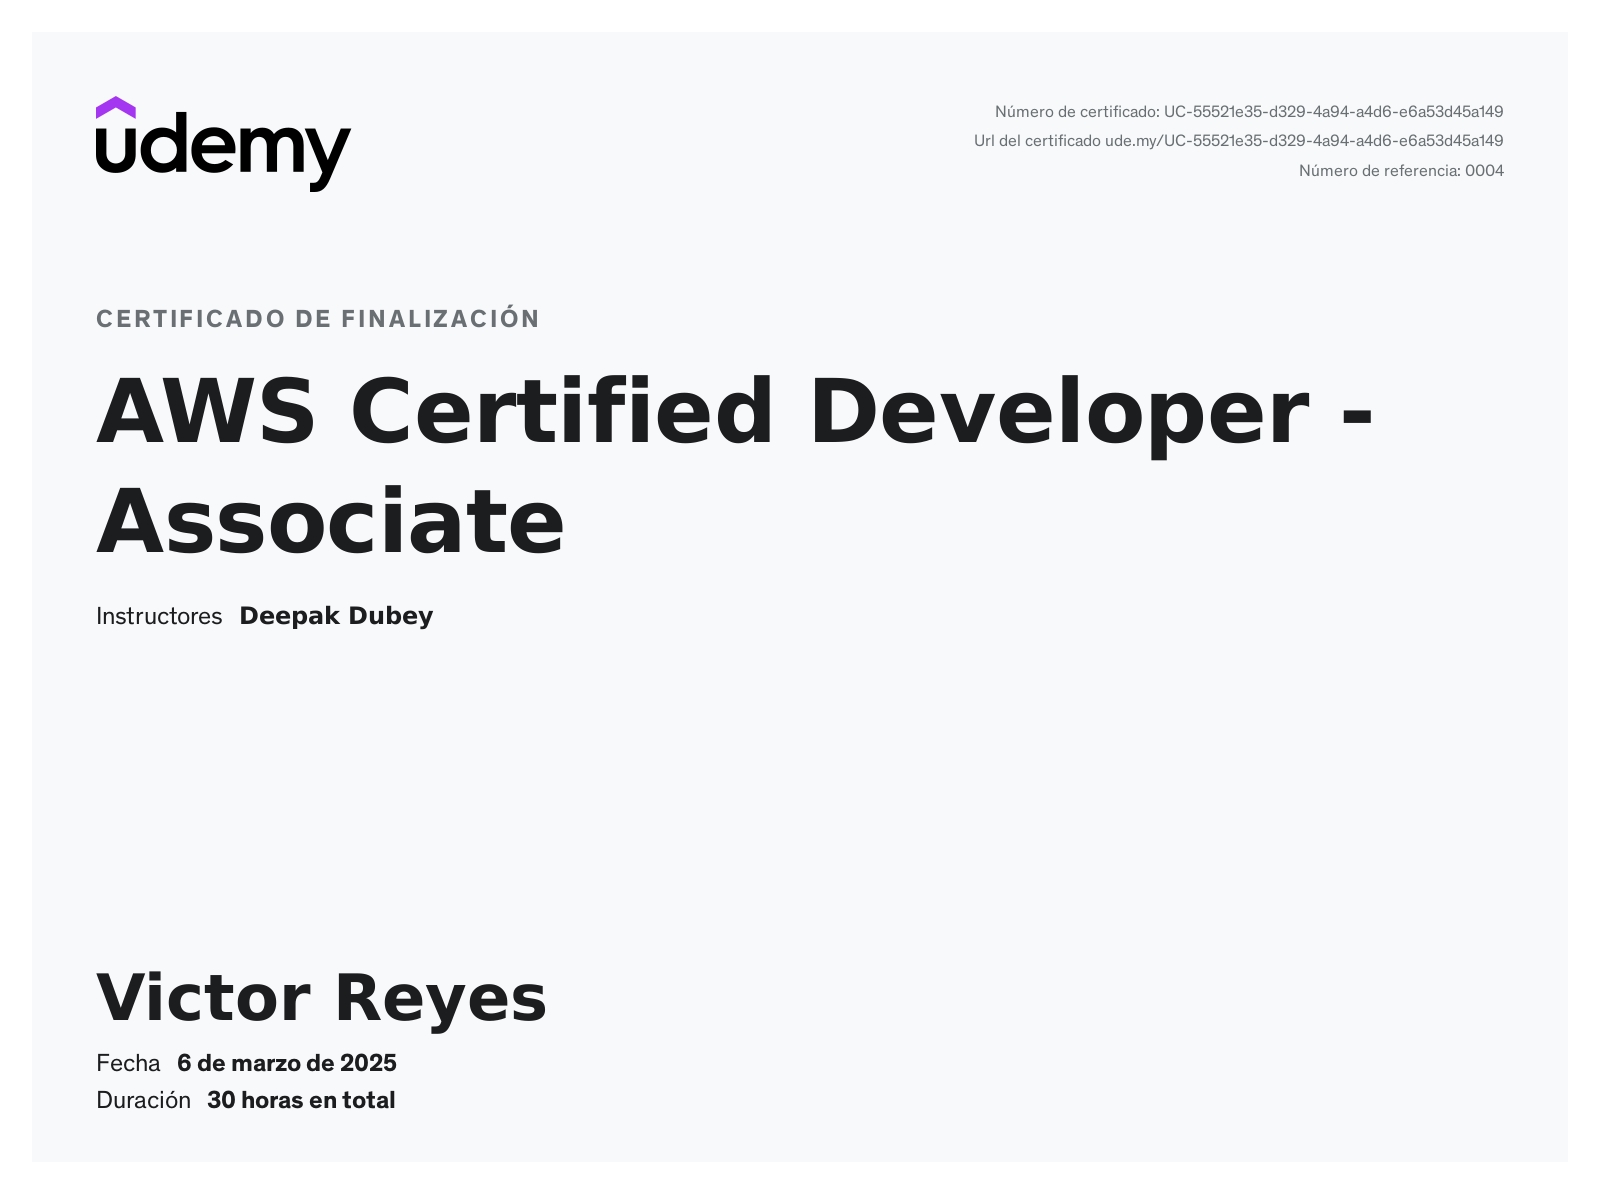 udemy
Número de certificado: UC-55521e35-d329-4a94-a4d6-e6a53d45a149
Url del certificado ude.my/UC-55521e35-d329-4a94-a4d6-e6a53d45a149
Número de referencia: 0004
CERTIFICADO DE FINALIZACIÓN
AWS Certified Developer -
Associate
Instructores Deepak Dubey
Victor Reyes
Fecha 6 de marzo de 2025
Duración 30 horas en total